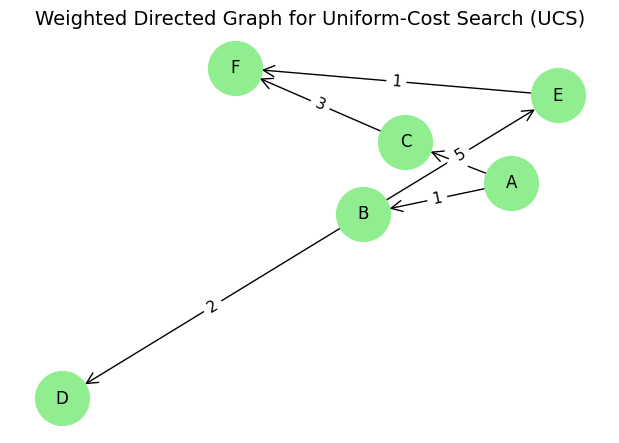 Weighted Directed Graph for Uniform-Cost Search (UCS)
F
1
E
3
C
5
A
1
B
2
D